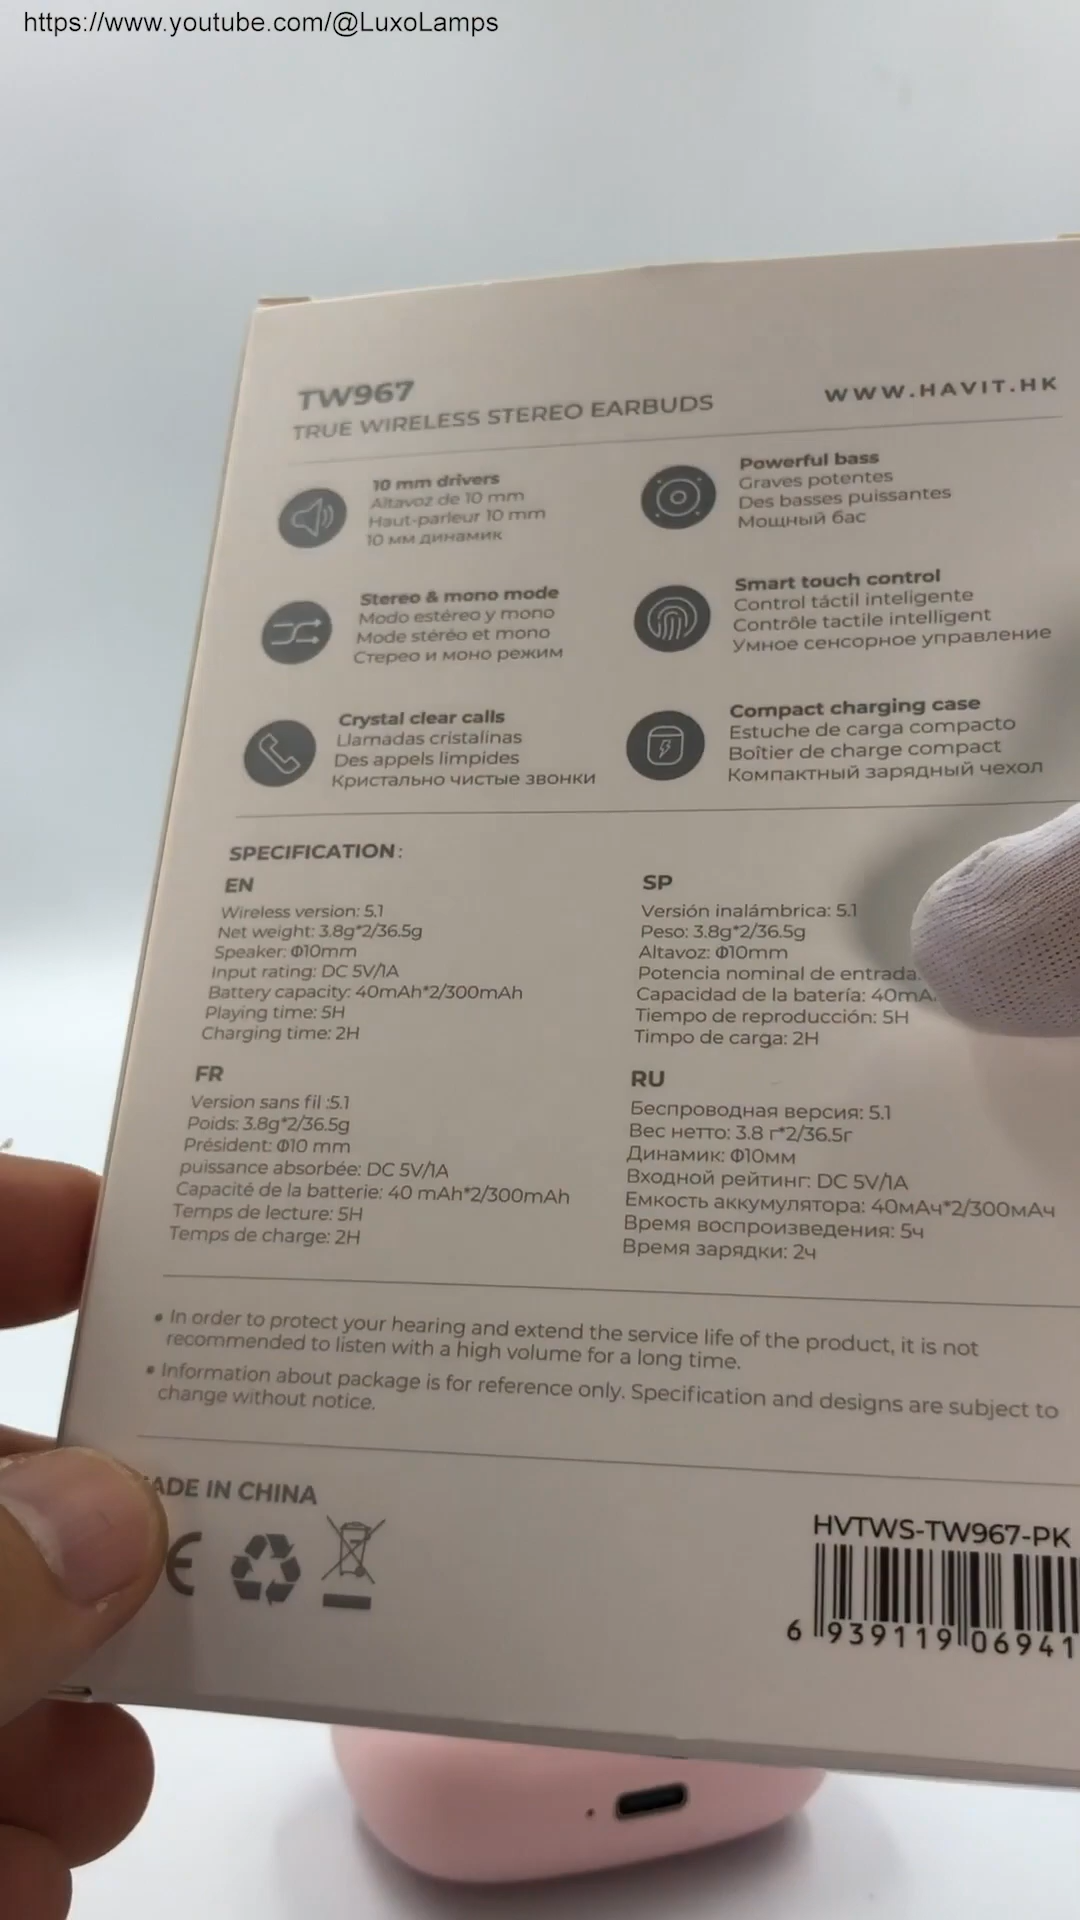 https://www.youtube.com/@LuxoLamps
TW967
TRUE WIRELESS STEREO EARBUDS
WWW.HAVIT.HK
10 mm drivers
Altavoz de 10 mm
Haut-parleur 10 mm
10 мм динамик
Powerful bass
Graves potentes
Des basses puissantes
Мощный бас
Stereo & mono mode
Modo estéreo y mono
Mode stéréo et mono
Стерео и моно режим
Smart touch control
Control táctil inteligente
Contrôle tactile intelligent
Умное сенсорное управление
Crystal clear calls
Llamadas cristalinas
Des appels limpides
Кристально чистые звонки
Compact charging case
Estuche de carga compacto
Boîtier de charge compact
Компактный зарядный чехол
SPECIFICATION:
EN
Wireless version: 5.1
Net weight: 3.8g*2/36.5g
Speaker: Φ10mm
Input rating: DC 5V/1A
Battery capacity: 40mAh*2/300mAh
Playing time: 5H
Charging time: 2H
SP
Versión inalámbrica: 5.1
Peso: 3.8g*2/36.5g
Altavoz: Φ10mm
Potencia nominal de entrada
Capacidad de la batería: 40mA
Tiempo de reproducción: 5H
Timpo de carga: 2H
FR
Version sans fil :5.1
Poids: 3.8g*2/36.5g
Président: Φ10 mm
puissance absorbée: DC 5V/1A
Capacité de la batterie: 40 mAh*2/300mAh
Temps de lecture: 5H
Temps de charge: 2H
RU
Беспроводная версия: 5.1
Вес нетто: 3.8 г*2/36.5г
Динамик: Φ10мм
Входной рейтинг: DC 5V/1A
Емкость аккумулятора: 40мАч*2/300мАч
Время воспроизведения: 5ч
Время зарядки: 2ч
• In order to protect your hearing and extend the service life of the product, it is not
recommended to listen with a high volume for a long time.
• Information about package is for reference only. Specification and designs are subject to
change without notice.
ADE IN CHINA
CE
HVTWS-TW967-PK
6 939119 06941